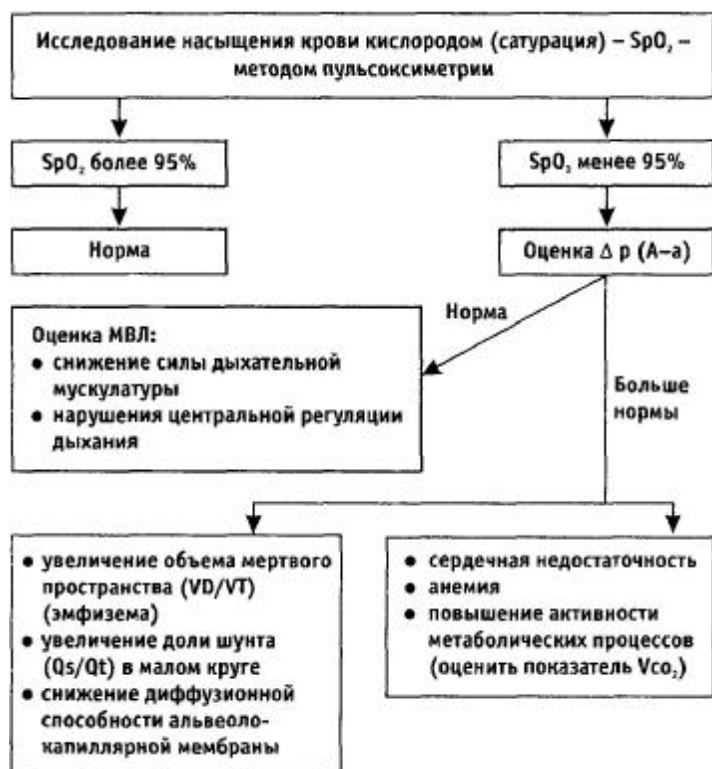 Исследование насыщения крови кислородом (сатурация) – SpO₂ –
методом пульсоксиметрии
SpO₂ более 95%
SpO₂ менее 95%
Норма
Оценка Δ p (A–a)
Норма
Оценка МВЛ:
● снижение силы дыхательной
мускулатуры
● нарушения центральной регуляции
дыхания
Больше
нормы
● увеличение объема мертвого
пространства (VD/VT)
(эмфизема)
● увеличение доли шунта
(Qs/Qt) в малом круге
● снижение диффузионной
способности альвеоло-
капиллярной мембраны
● сердечная недостаточность
● анемия
● повышение активности
метаболических процессов
(оценить показатель Vco₂)